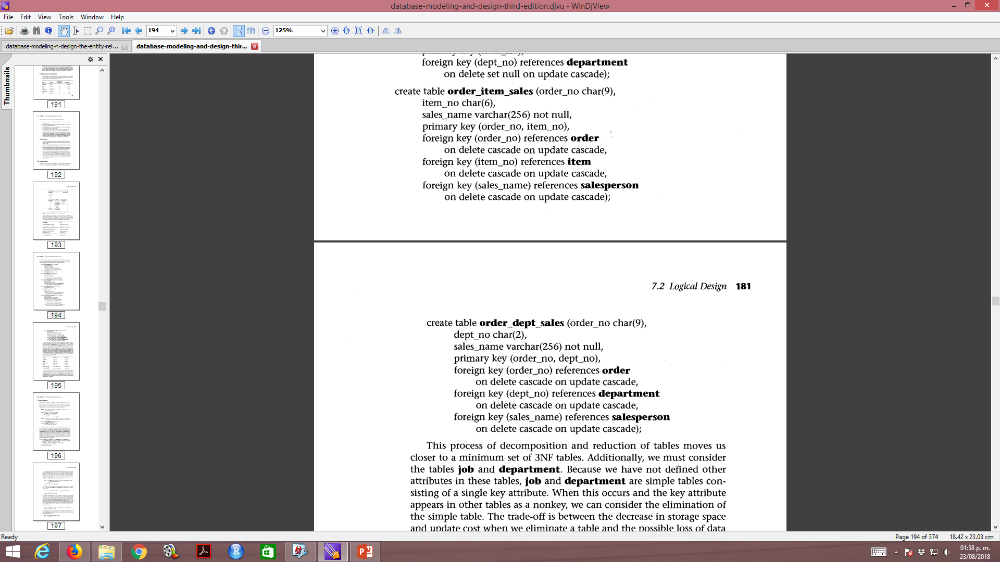 database-modeling-and-design-third-edition.djvu - WinDjView
File Edit View Tools Window Help
194
125%
database-modeling-n-design-the-entity-rel...
database-modeling-and-design-thir...
Thumbnails
191
192
193
194
195
196
197
foreign key (dept_no) references department
on delete set null on update cascade);
create table order_item_sales (order_no char(9),
item_no char(6),
sales_name varchar(256) not null,
primary key (order_no, item_no),
foreign key (order_no) references order
on delete cascade on update cascade,
foreign key (item_no) references item
on delete cascade on update cascade,
foreign key (sales_name) references salesperson
on delete cascade on update cascade);
7.2 Logical Design 181
create table order_dept_sales (order_no char(9),
dept_no char(2),
sales_name varchar(256) not null,
primary key (order_no, dept_no),
foreign key (order_no) references order
on delete cascade on update cascade,
foreign key (dept_no) references department
on delete cascade on update cascade,
foreign key (sales_name) references salesperson
on delete cascade on update cascade);
This process of decomposition and reduction of tables moves us
closer to a minimum set of 3NF tables. Additionally, we must consider
the tables job and department. Because we have not defined other
attributes in these tables, job and department are simple tables con-
sisting of a single key attribute. When this occurs and the key attribute
appears in other tables as a nonkey, we can consider the elimination of
the simple table. The trade-off is between the decrease in storage space
and update cost when we eliminate a table and the possible loss of data
Ready
Page 194 of 374
18.42 x 23.03 cm
01:58 p. m.
23/08/2018